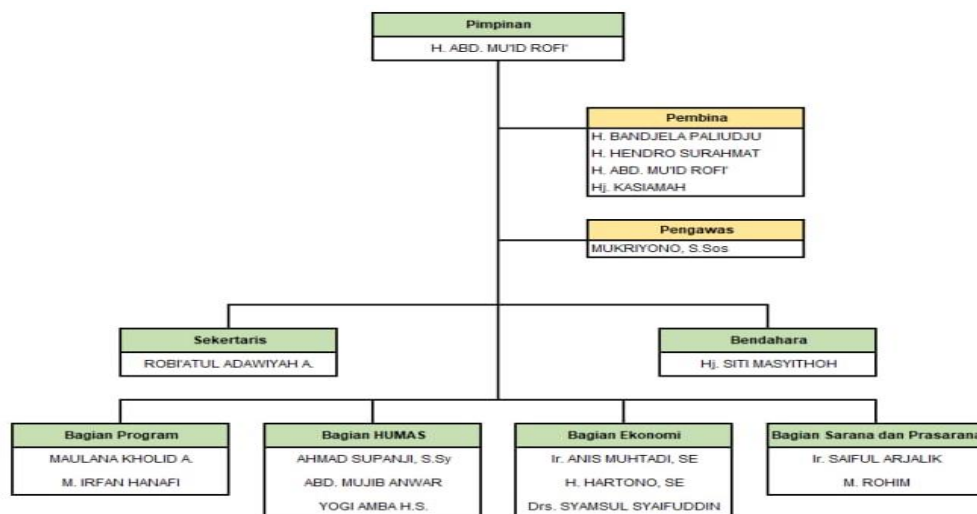 Pimpinan
H. ABD. MU'ID ROFI'
Pembina
H. BANDJELA PALIUDJU
H. HENDRO SURAHMAT
H. ABD. MU'ID ROFI'
Hj. KASIAMAH
Pengawas
MUKRIYONO, S.Sos
Sekertaris
ROBI'ATUL ADAWIYAH A.
Bendahara
Hj. SITI MASYITHOH
Bagian Program
MAULANA KHOLID A.
M. IRFAN HANAFI
Bagian HUMAS
AHMAD SUPANJI, S.Sy
ABD. MUJIB ANWAR
YOGI AMBA H.S.
Bagian Ekonomi
Ir. ANIS MUHTADI, SE
H. HARTONO, SE
Drs. SYAMSUL SYAIFUDDIN
Bagian Sarana dan Prasarana
Ir. SAIFUL ARJALIK
M. ROHIM